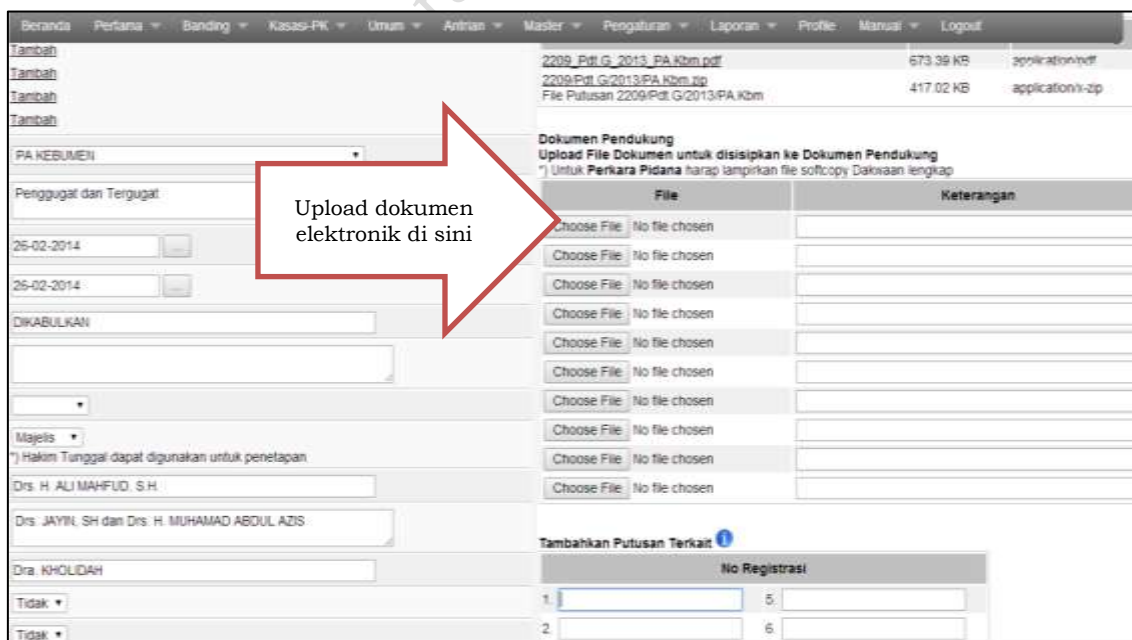 Beranda Pertama Banding Kasasi-PK Umum Antrian Master Pengaturan Laporan Profile Manual Logout
Tambah
Tambah
Tambah
Tambah
PA KEBUMEN
Penggugat dan Tergugat
26-02-2014 ...
26-02-2014 ...
DIKABULKAN
Majelis
*) Hakim Tunggal dapat digunakan untuk penetapan
Drs. H. ALI MAHFUD, S.H.
Drs. JAYIN, SH dan Drs. H. MUHAMAD ABDUL AZIS
Dra. KHOLIDAH
Tidak
Tidak
Upload dokumen
elektronik di sini
2209_Pdt.G_2013_PA.Kbm.pdf 673.39 KB application/pdf
2209/Pdt.G/2013/PA.Kbm.zip 417.02 KB application/x-zip
File Putusan 2209/Pdt.G/2013/PA.Kbm
Dokumen Pendukung
Upload File Dokumen untuk disisipkan ke Dokumen Pendukung
*) Untuk Perkara Pidana harap lampirkan file softcopy Dakwaan lengkap
File Keterangan
Choose File No file chosen
Choose File No file chosen
Choose File No file chosen
Choose File No file chosen
Choose File No file chosen
Choose File No file chosen
Choose File No file chosen
Choose File No file chosen
Choose File No file chosen
Choose File No file chosen
Tambahkan Putusan Terkait
No Registrasi
1. 5.
2. 6.